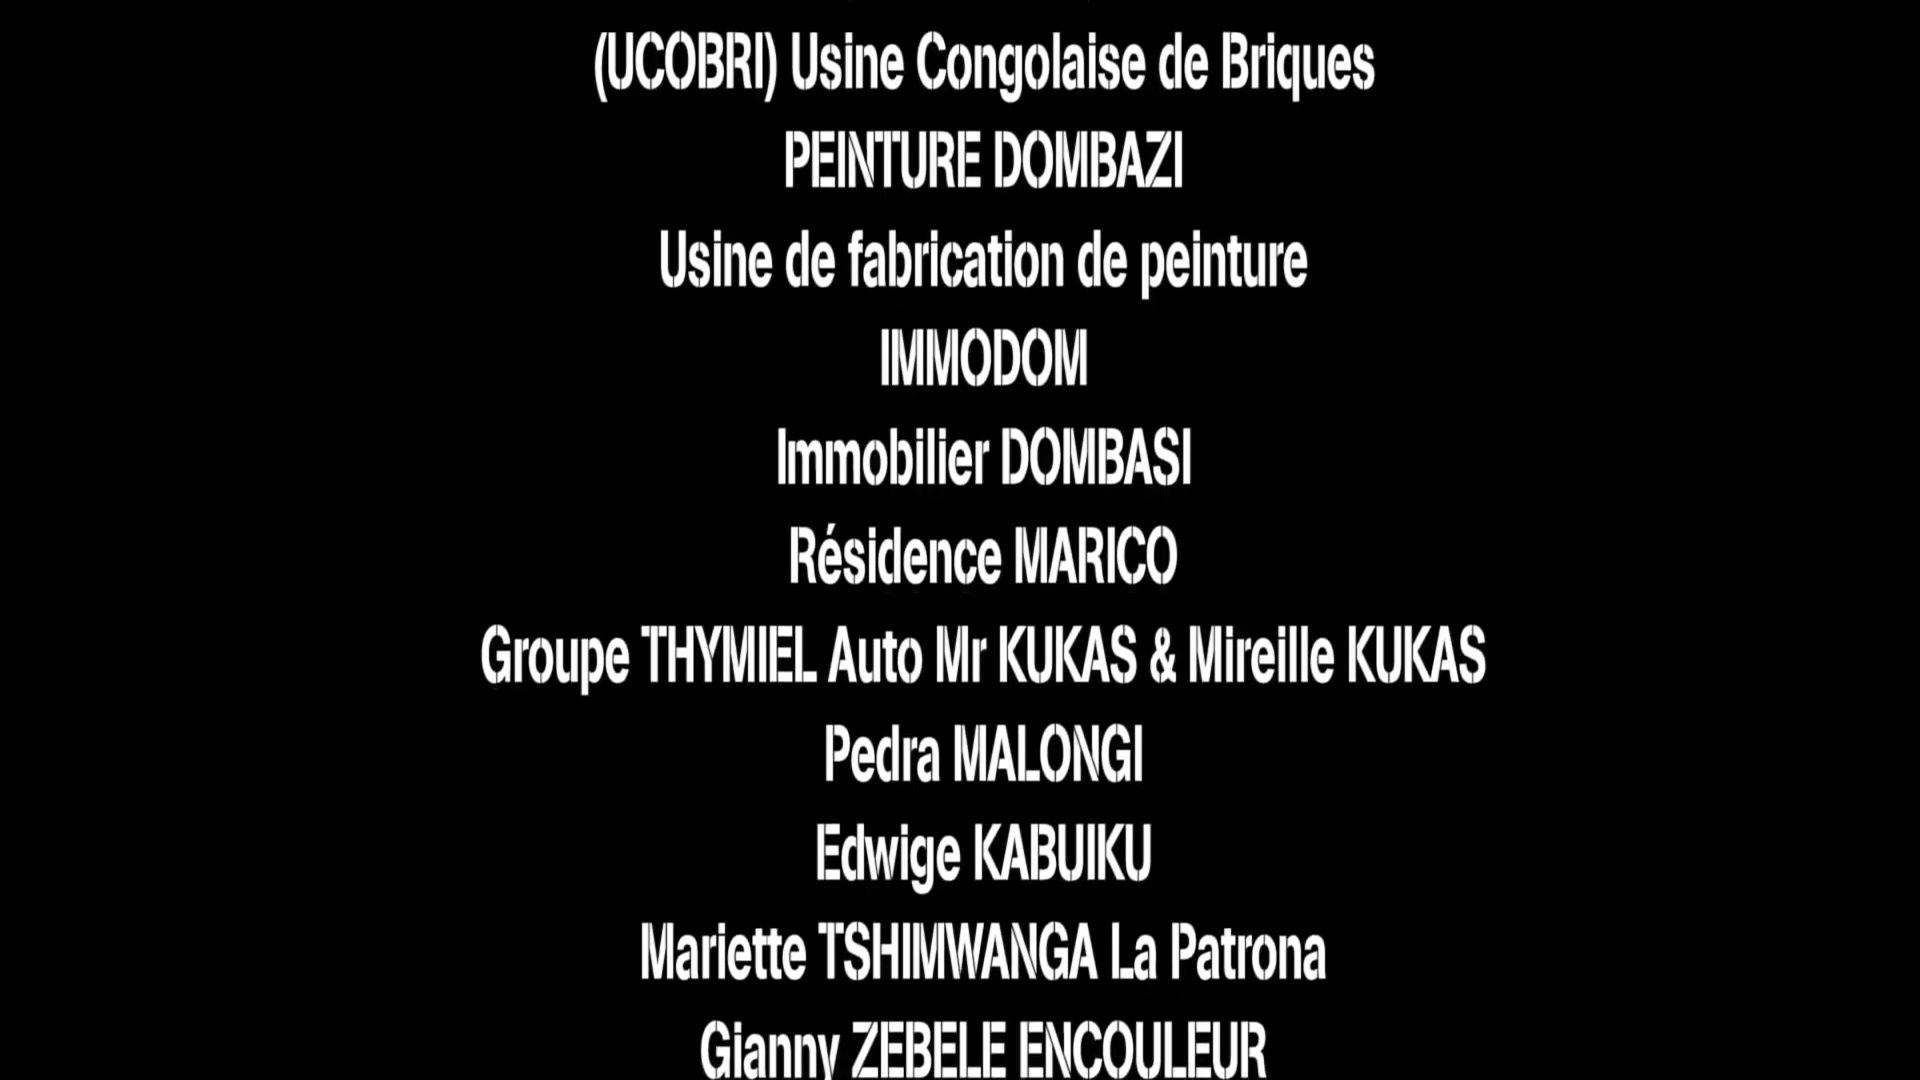 (UCOBRI) Usine Congolaise de Briques
PEINTURE DOMBAZI
Usine de fabrication de peinture
IMMODOM
Immobilier DOMBASI
Résidence MARICO
Groupe THYMIEL Auto Mr KUKAS & Mireille KUKAS
Pedra MALONGI
Edwige KABUIKU
Mariette TSHIMWANGA La Patrona
Gianny ZEBELE ENCOULEUR